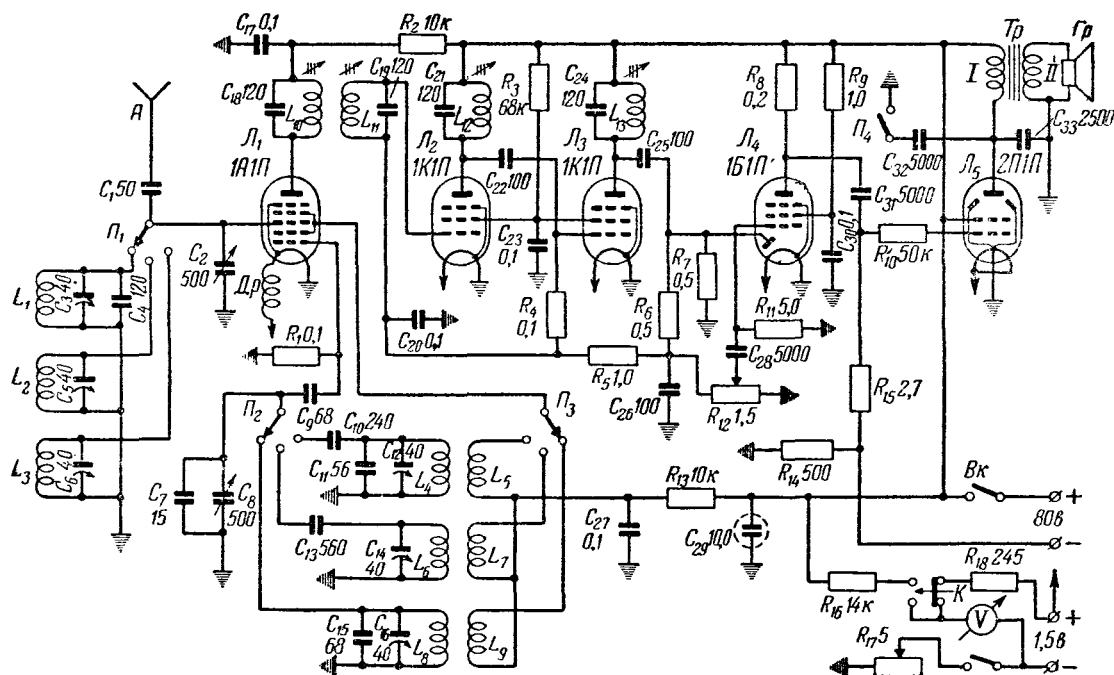 C₁₇ 0,1
R₂ 10к
Тр
Гр
I
II
C₁₈ 120
L₁₀
C₁₉ 120
L₁₁
C₂₁ 120
L₁₂
R₃ 68к
C₂₄ 120
L₁₃
R₈ 0,2
R₉ 1,0
П₄
C₃₃ 2500
C₃₂ 5000
А
Л₁ 1А1П
Л₂ 1К1П
Л₃ 1К1П
C₂₅ 100
Л₄ 1Б1П
Л₅ 2П1П
C₁ 50
C₂₂ 100
C₃₁ 5000
П₁
C₂ 500
C₂₃ 0,1
R₇ 0,5
C₃₀ 0,1
R₁₀ 50к
Др
L₁
C₃ 40
C₄ 120
R₁ 0,1
C₂₀ 0,1
R₄ 0,1
R₆ 0,5
R₁₁ 5,0
C₂₈ 5000
L₂
C₅ 40
R₅ 1,0
C₂₆ 100
R₁₂ 1,5
R₁₅ 2,7
C₉ 68
П₂
П₃
L₃
C₆ 40
C₁₀ 240
C₁₁ 56
C₁₂ 40
L₄
L₅
R₁₄ 500
C₇ 15
C₈ 500
R₁₃ 10к
Вк
+
80в
−
C₂₇ 0,1
C₂₉ 10,0
C₁₃ 560
C₁₄ 40
L₆
L₇
R₁₈ 245
R₁₆ 14к
К
V
+
1,5в
−
C₁₅ 68
C₁₆ 40
L₈
L₉
R₁₇ 5